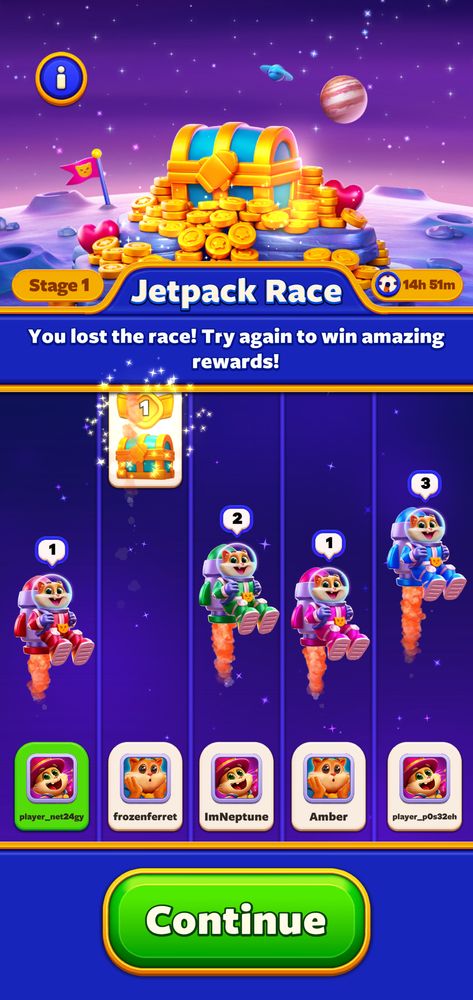 i
Stage 1
Jetpack Race
14h 51m
You lost the race! Try again to win amazing
rewards!
1
3
2
1
1
player_net24gy
frozenferret
ImNeptune
Amber
player_p0s32eh
Continue